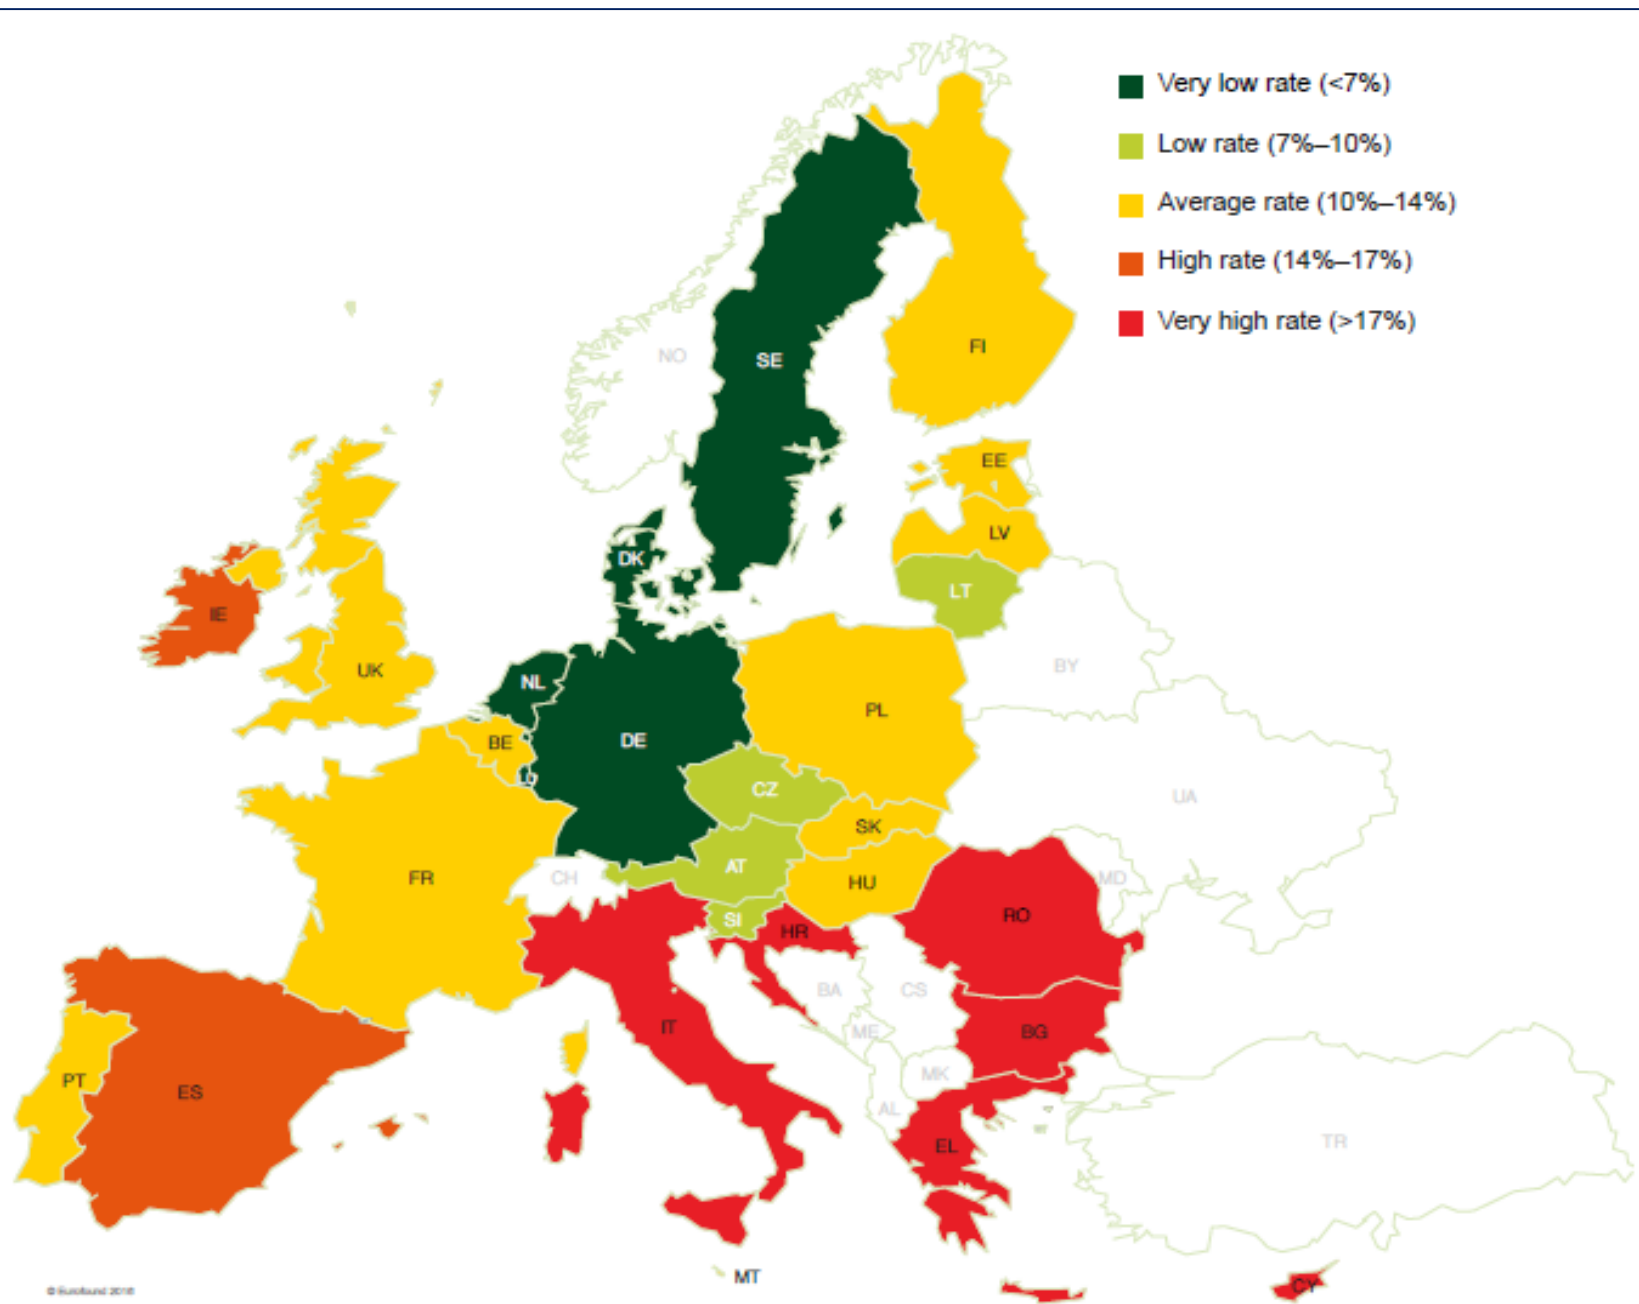 Very low rate (<7%)
Low rate (7%–10%)
Average rate (10%–14%)
High rate (14%–17%)
Very high rate (>17%)
NO
SE
FI
EE
LV
LT
DK
IE
UK
NL
BY
BE
DE
PL
LU
CZ
UA
SK
FR
CH
AT
HU
MD
SI
HR
RO
BA
CS
IT
ME
BG
MK
PT
ES
AL
EL
TR
MT
CY
© Eurofound 2016